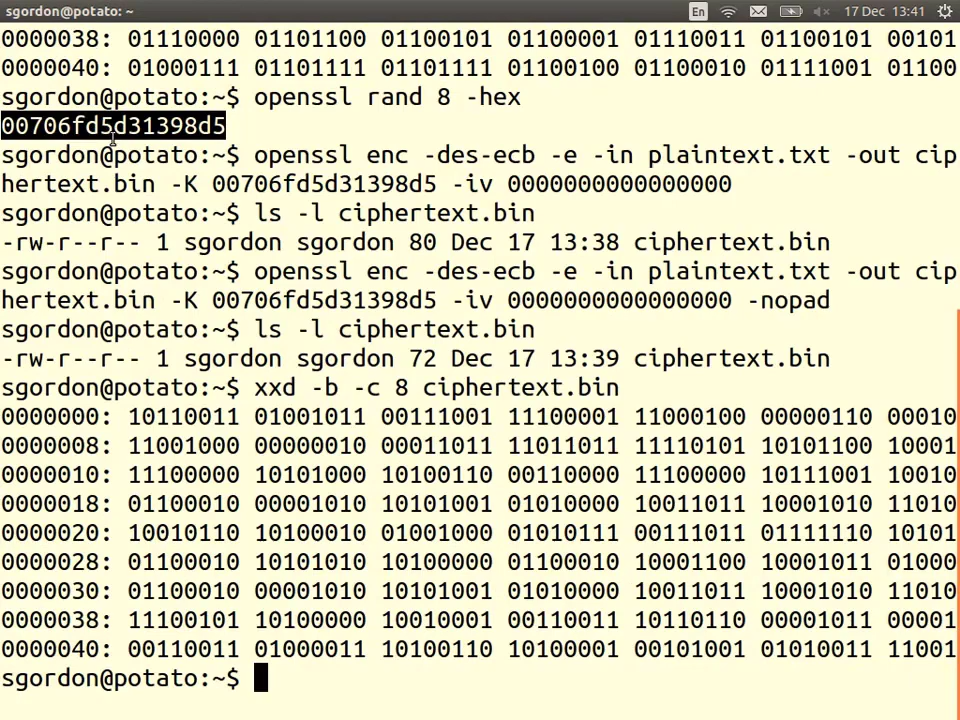 sgordon@potato: ~
En
17 Dec 13:41
0000038: 01110000 01101100 01100101 01100001 01110011 01100101 00101
0000040: 01000111 01101111 01101111 01100100 01100010 01111001 01100
sgordon@potato:~$ openssl rand 8 -hex
00706fd5d31398d5
sgordon@potato:~$ openssl enc -des-ecb -e -in plaintext.txt -out cip
hertext.bin -K 00706fd5d31398d5 -iv 0000000000000000
sgordon@potato:~$ ls -l ciphertext.bin
-rw-r--r-- 1 sgordon sgordon 80 Dec 17 13:38 ciphertext.bin
sgordon@potato:~$ openssl enc -des-ecb -e -in plaintext.txt -out cip
hertext.bin -K 00706fd5d31398d5 -iv 0000000000000000 -nopad
sgordon@potato:~$ ls -l ciphertext.bin
-rw-r--r-- 1 sgordon sgordon 72 Dec 17 13:39 ciphertext.bin
sgordon@potato:~$ xxd -b -c 8 ciphertext.bin
0000000: 10110011 01001011 00111001 11100001 11000100 00000110 00010
0000008: 11001000 00000010 00011011 11011011 11110101 10101100 10001
0000010: 11100000 10101000 10100110 00110000 11100000 10111001 10010
0000018: 01100010 00001010 10101001 01010000 10011011 10001010 11010
0000020: 10010110 10100010 01001000 01010111 00111011 01111110 10101
0000028: 01100010 10101010 10100000 01100010 10001100 10001011 01000
0000030: 01100010 00001010 10101001 01010000 10011011 10001010 11010
0000038: 11100101 10100000 10010001 00110011 10110110 00001011 00001
0000040: 00110011 01000011 10100110 10100001 00101001 01010011 11001
sgordon@potato:~$